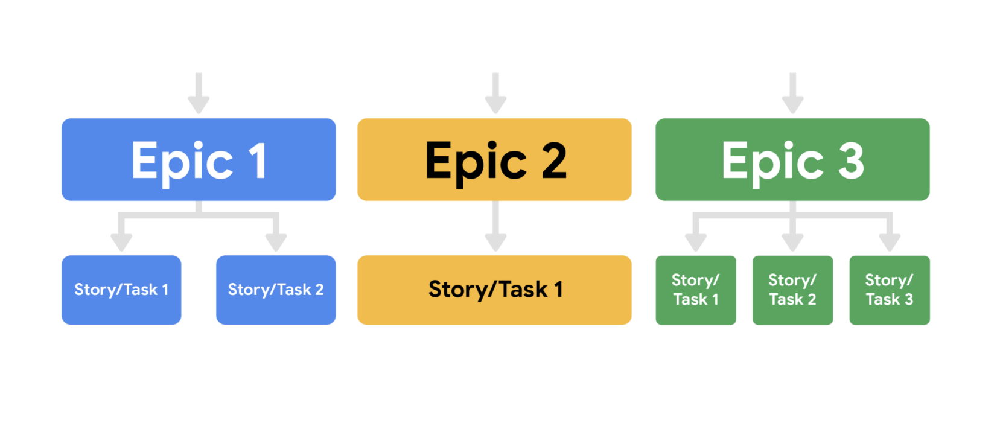 Epic 1
Epic 2
Epic 3
Story/Task 1
Story/Task 2
Story/Task 1
Story/
Task 1
Story/
Task 2
Story/
Task 3